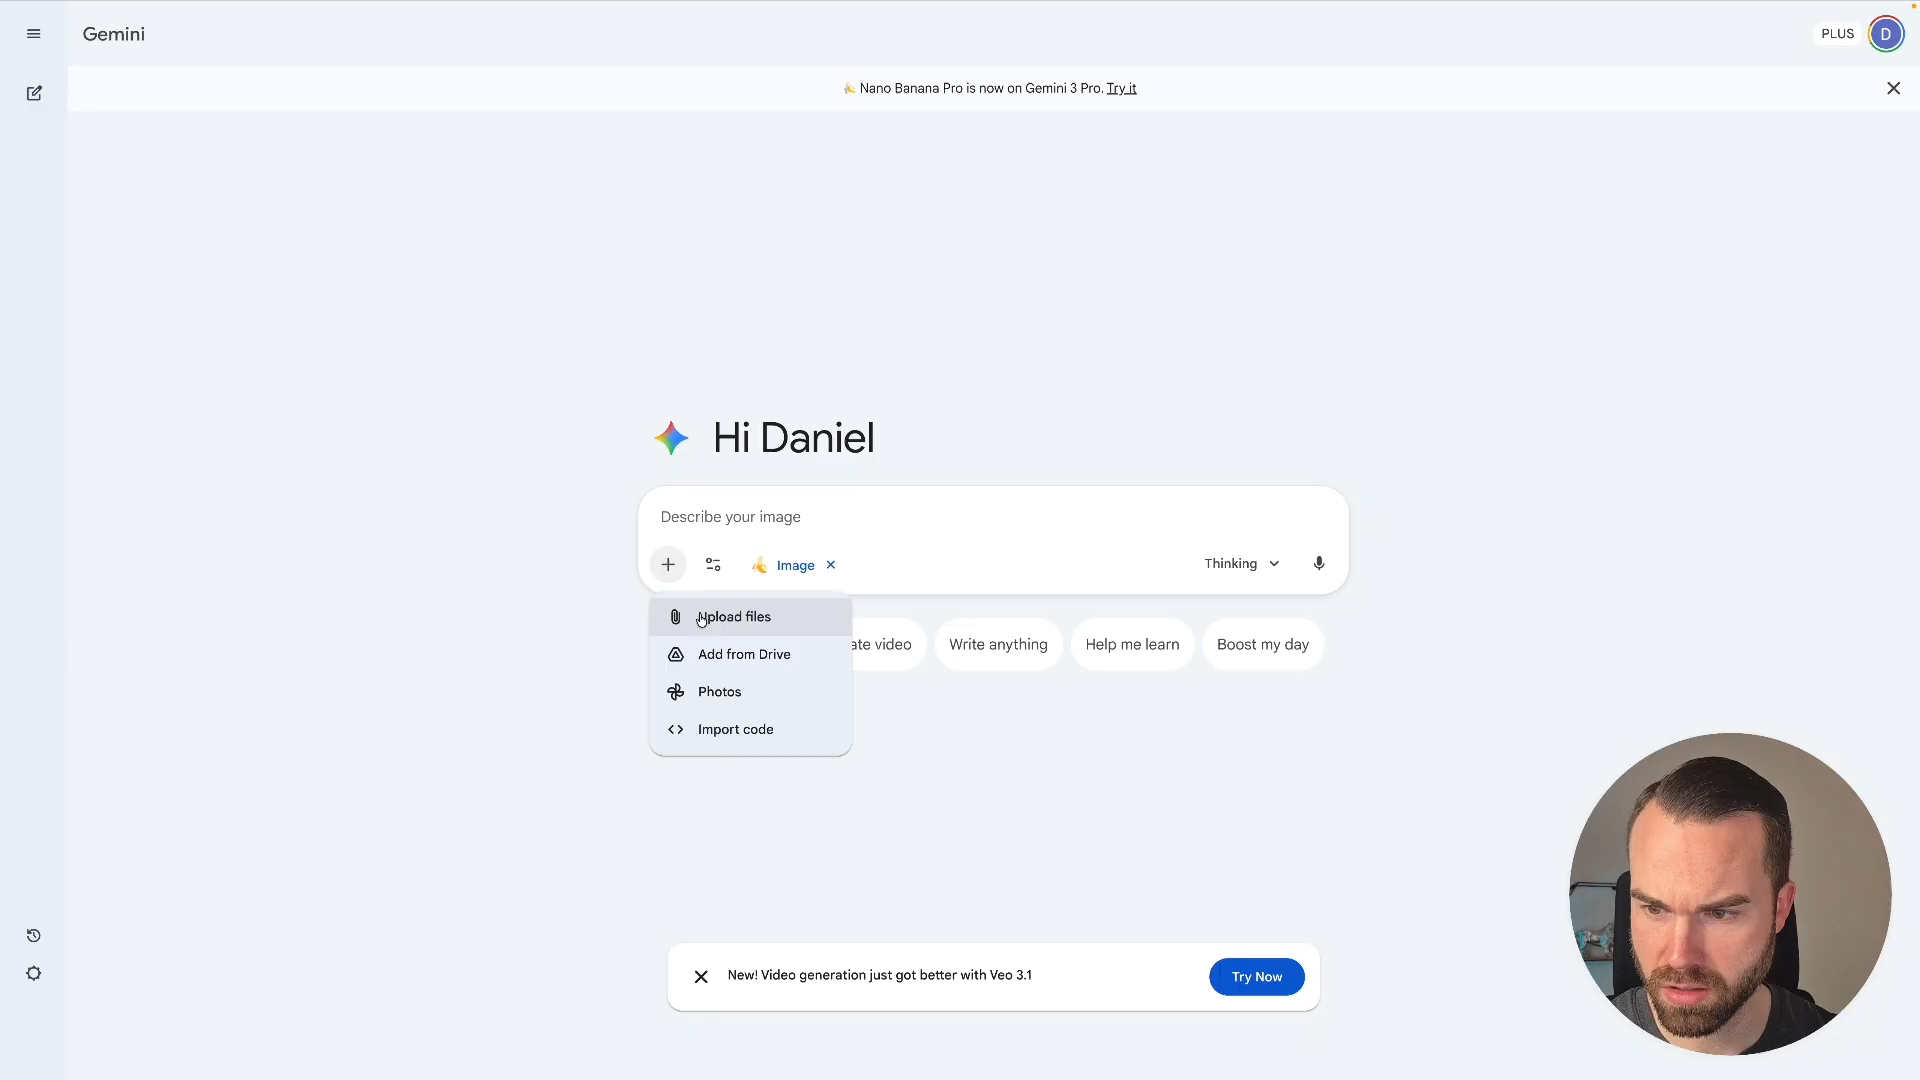 Gemini
PLUS
D
Nano Banana Pro is now on Gemini 3 Pro. Try it
Hi Daniel
Describe your image
Image
Thinking
Upload files
Add from Drive
Photos
Import code
ate video
Write anything
Help me learn
Boost my day
New! Video generation just got better with Veo 3.1
Try Now